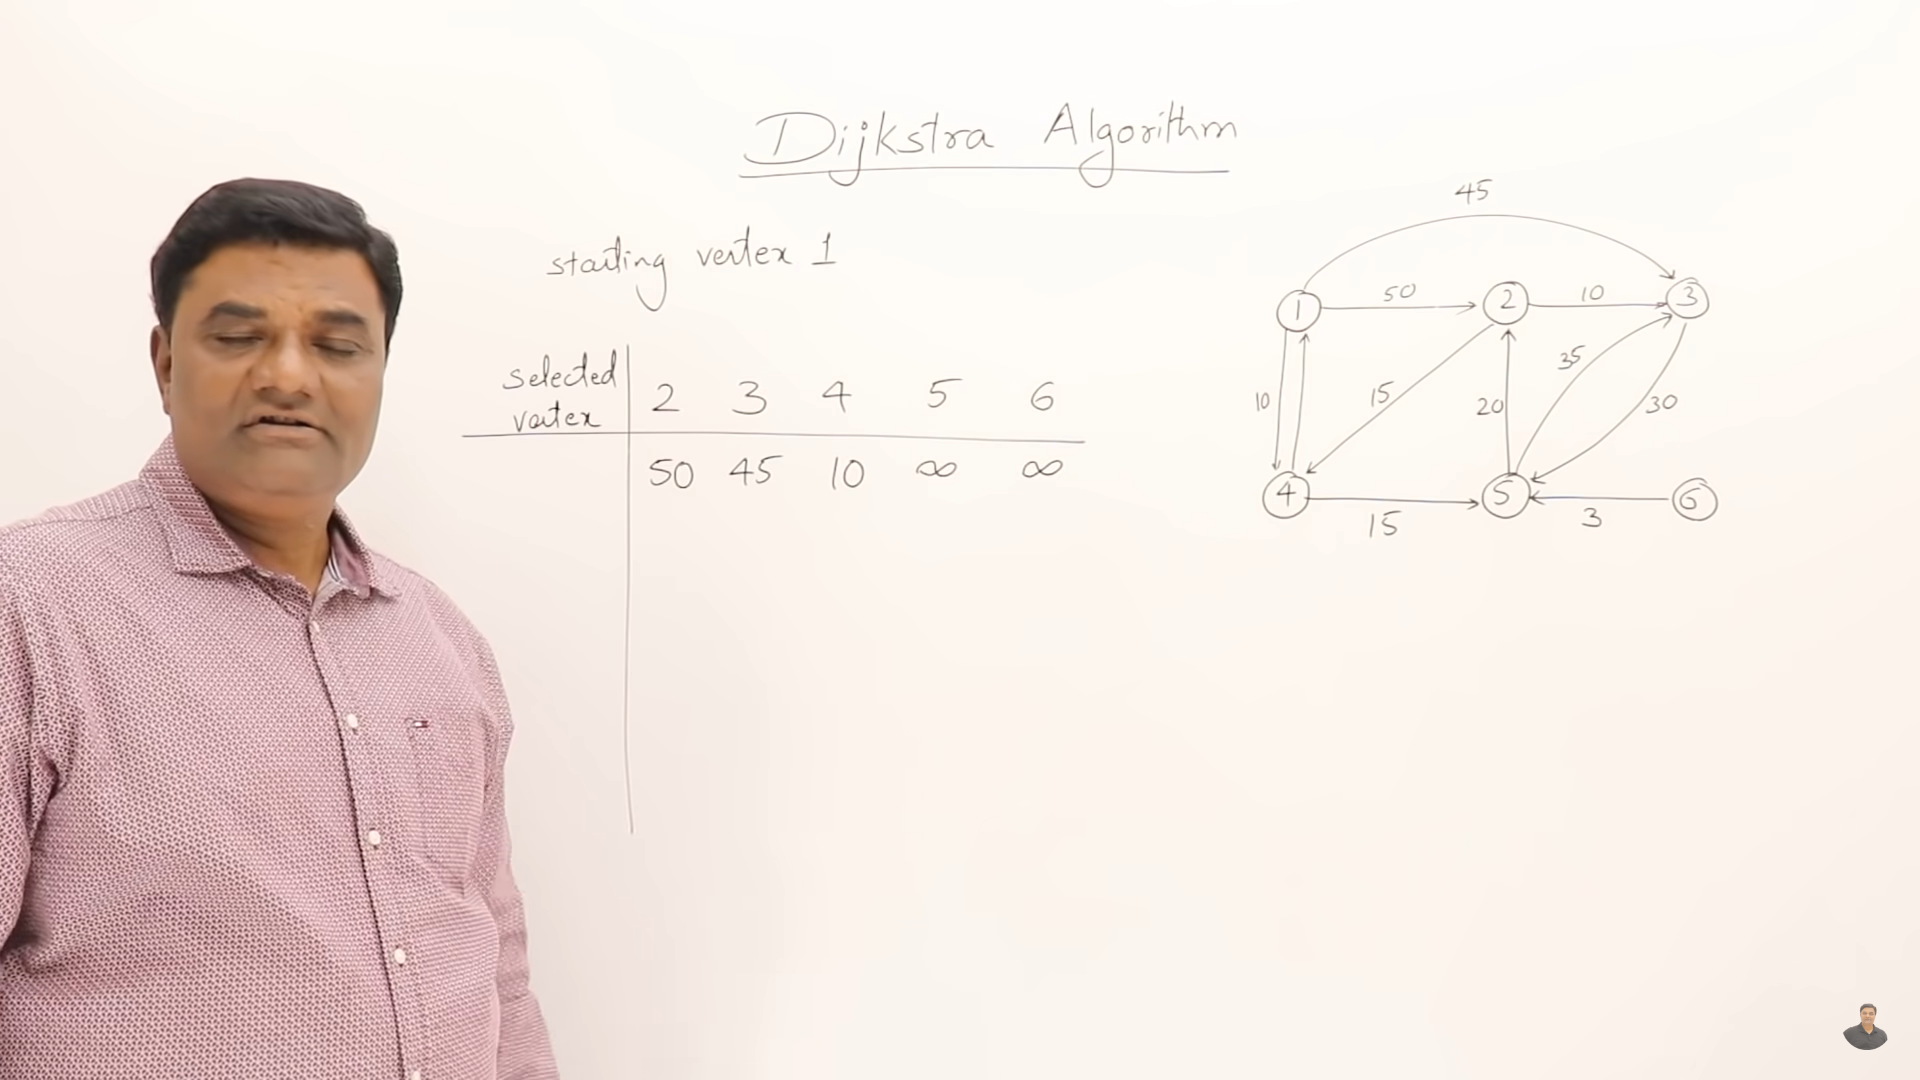 Dijkstra Algorithm
starting vertex 1
selected
vertex
2 3 4 5 6
50 45 10 ∞ ∞
45
1 50 2 10 3
35
10 15 20 30
4 5 6
15 3